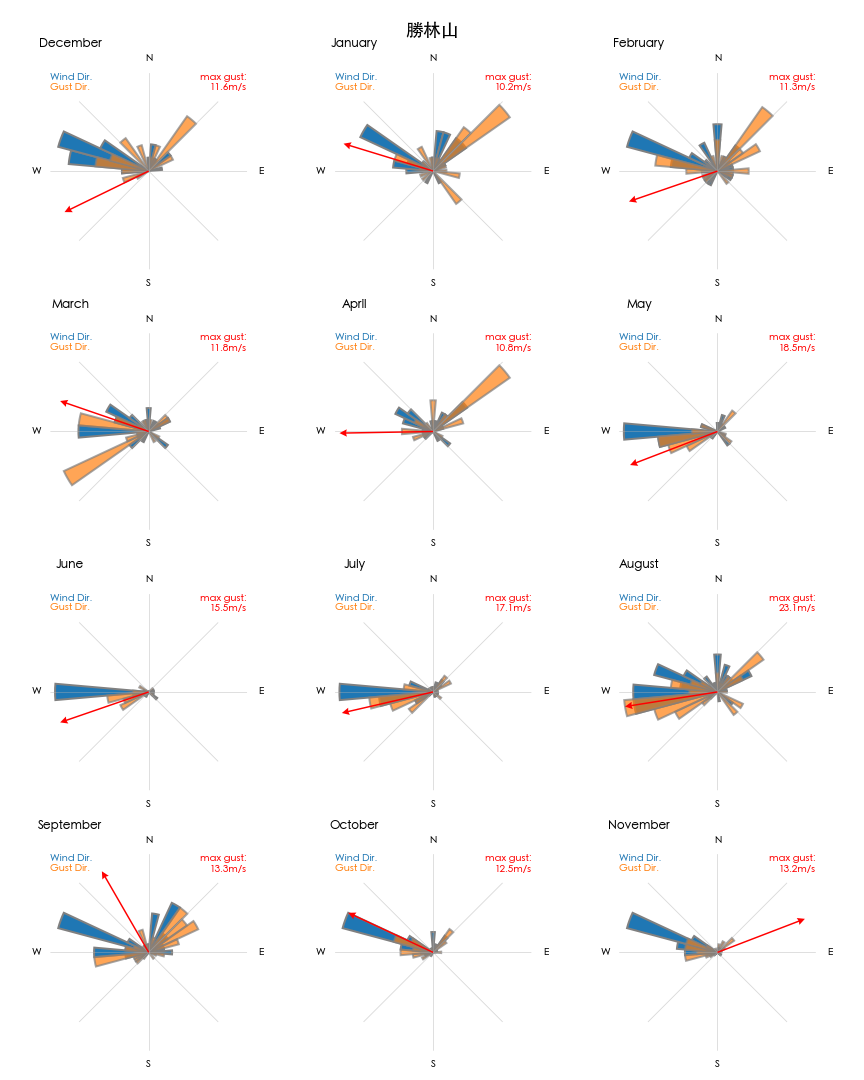 勝林山
December
January
February
N
N
N
Wind Dir.
Gust Dir.
max gust:
11.6m/s
Wind Dir.
Gust Dir.
max gust:
10.2m/s
Wind Dir.
Gust Dir.
max gust:
11.3m/s
W
E
W
E
W
E
S
S
S
March
April
May
N
N
N
Wind Dir.
Gust Dir.
max gust:
11.8m/s
Wind Dir.
Gust Dir.
max gust:
10.8m/s
Wind Dir.
Gust Dir.
max gust:
18.5m/s
W
E
W
E
W
E
S
S
S
June
July
August
N
N
N
Wind Dir.
Gust Dir.
max gust:
15.5m/s
Wind Dir.
Gust Dir.
max gust:
17.1m/s
Wind Dir.
Gust Dir.
max gust:
23.1m/s
W
E
W
E
W
E
S
S
S
September
October
November
N
N
N
Wind Dir.
Gust Dir.
max gust:
13.3m/s
Wind Dir.
Gust Dir.
max gust:
12.5m/s
Wind Dir.
Gust Dir.
max gust:
13.2m/s
W
E
W
E
W
E
S
S
S